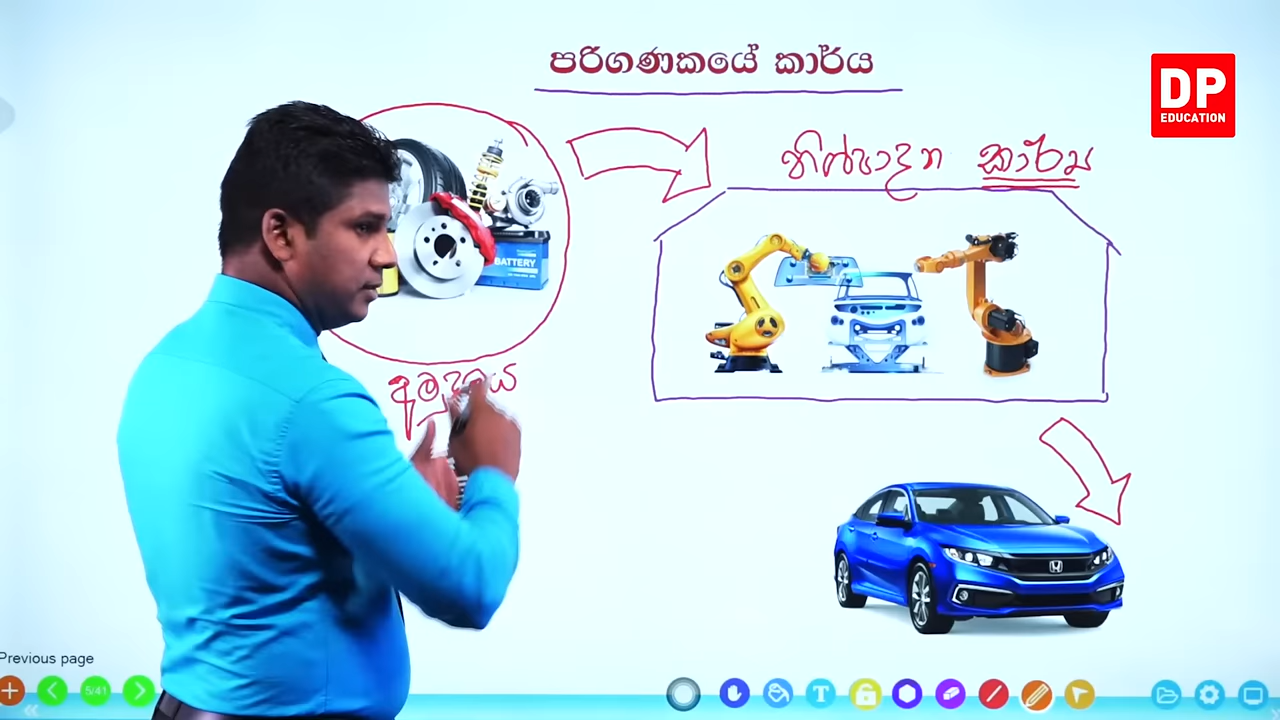 පරිගණකයේ කාර්ය
DP
EDUCATION
නිෂ්පාදන කාර්ය
BATTERY
අමුද්‍රව්‍ය
Previous page
5/41
T